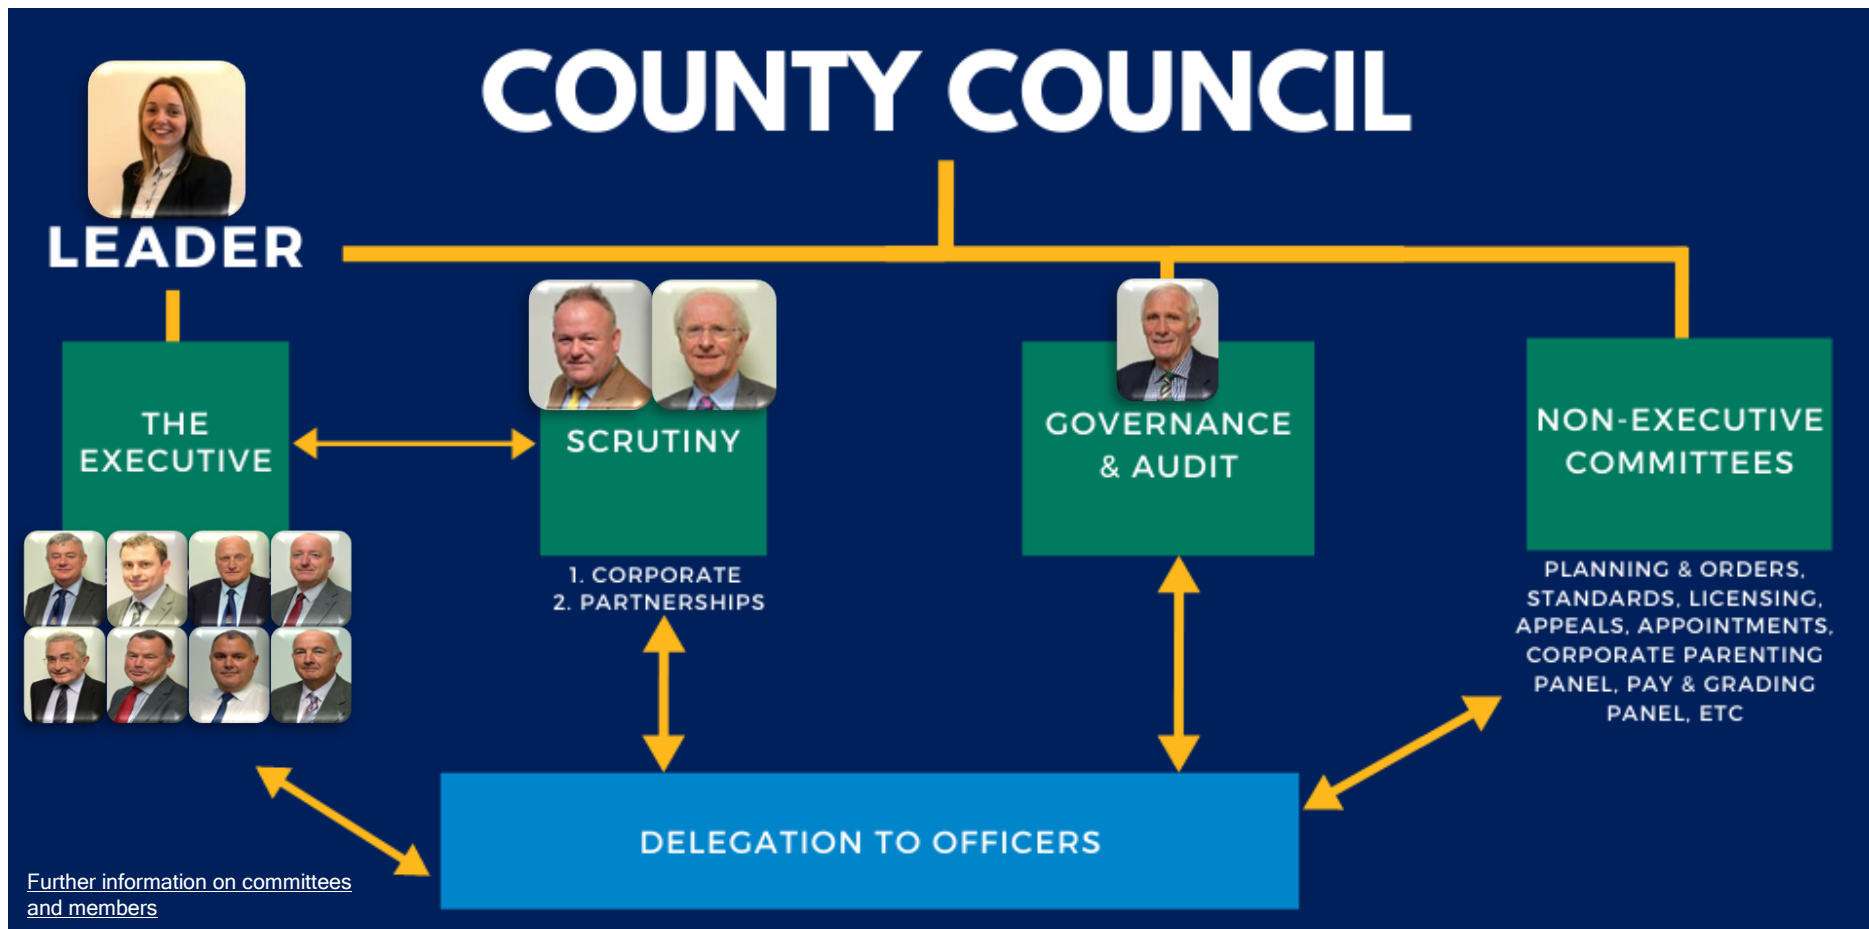 COUNTY COUNCIL
LEADER
THE
EXECUTIVE
SCRUTINY
1. CORPORATE
2. PARTNERSHIPS
GOVERNANCE
& AUDIT
NON-EXECUTIVE
COMMITTEES
PLANNING & ORDERS,
STANDARDS, LICENSING,
APPEALS, APPOINTMENTS,
CORPORATE PARENTING
PANEL, PAY & GRADING
PANEL, ETC
DELEGATION TO OFFICERS
Further information on committees
and members